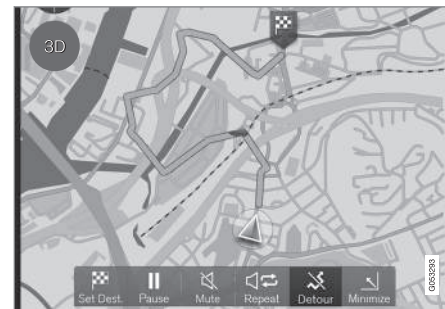 3D
Set Dest.
Pause
Mute
Repeat
Detour
Minimize
G053293